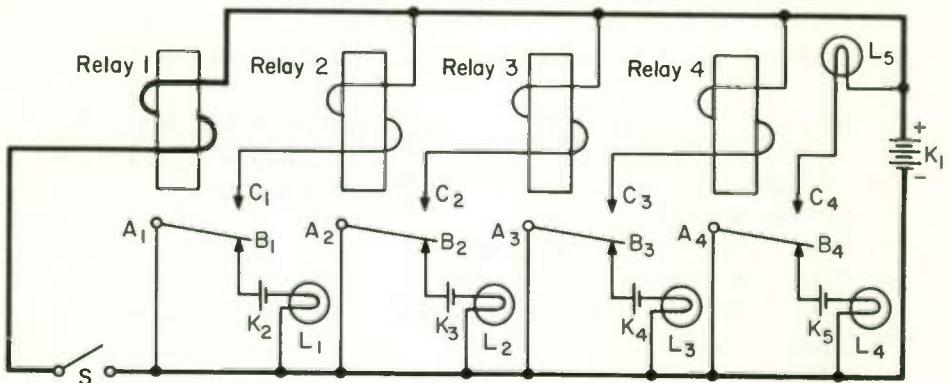 Relay 1 Relay 2 Relay 3 Relay 4 L5
+
K1
−
C1 C2 C3 C4
A1 B1 A2 B2 A3 B3 A4 B4
K2 L1 K3 L2 K4 L3 K5 L4
S